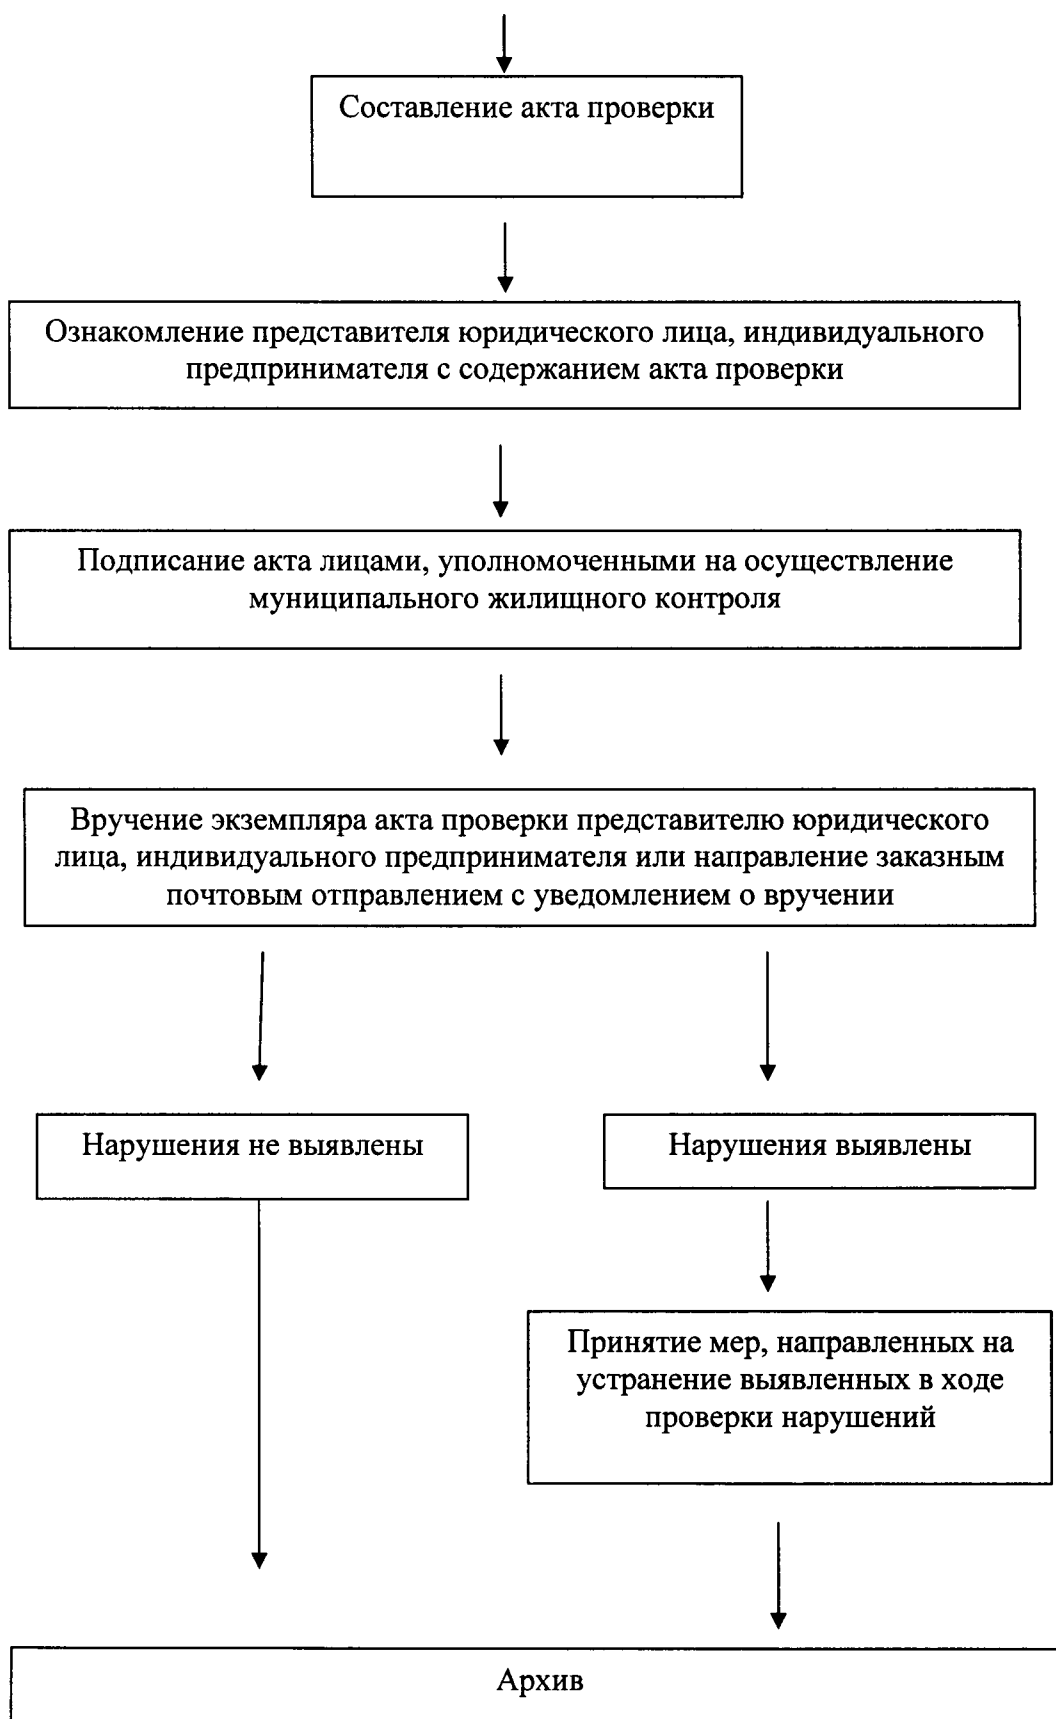 Составление акта проверки
Ознакомление представителя юридического лица, индивидуального
предпринимателя с содержанием акта проверки
Подписание акта лицами, уполномоченными на осуществление
муниципального жилищного контроля
Вручение экземпляра акта проверки представителю юридического
лица, индивидуального предпринимателя или направление заказным
почтовым отправлением с уведомлением о вручении
Нарушения не выявлены
Нарушения выявлены
Принятие мер, направленных на
устранение выявленных в ходе
проверки нарушений
Архив